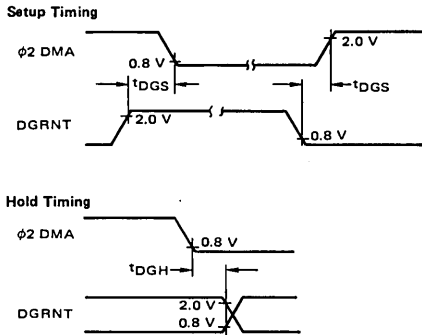 Setup Timing
φ2 DMA
0.8 V
2.0 V
tDGS
tDGS
DGRNT
2.0 V
0.8 V
Hold Timing
φ2 DMA
0.8 V
tDGH
DGRNT
2.0 V
0.8 V